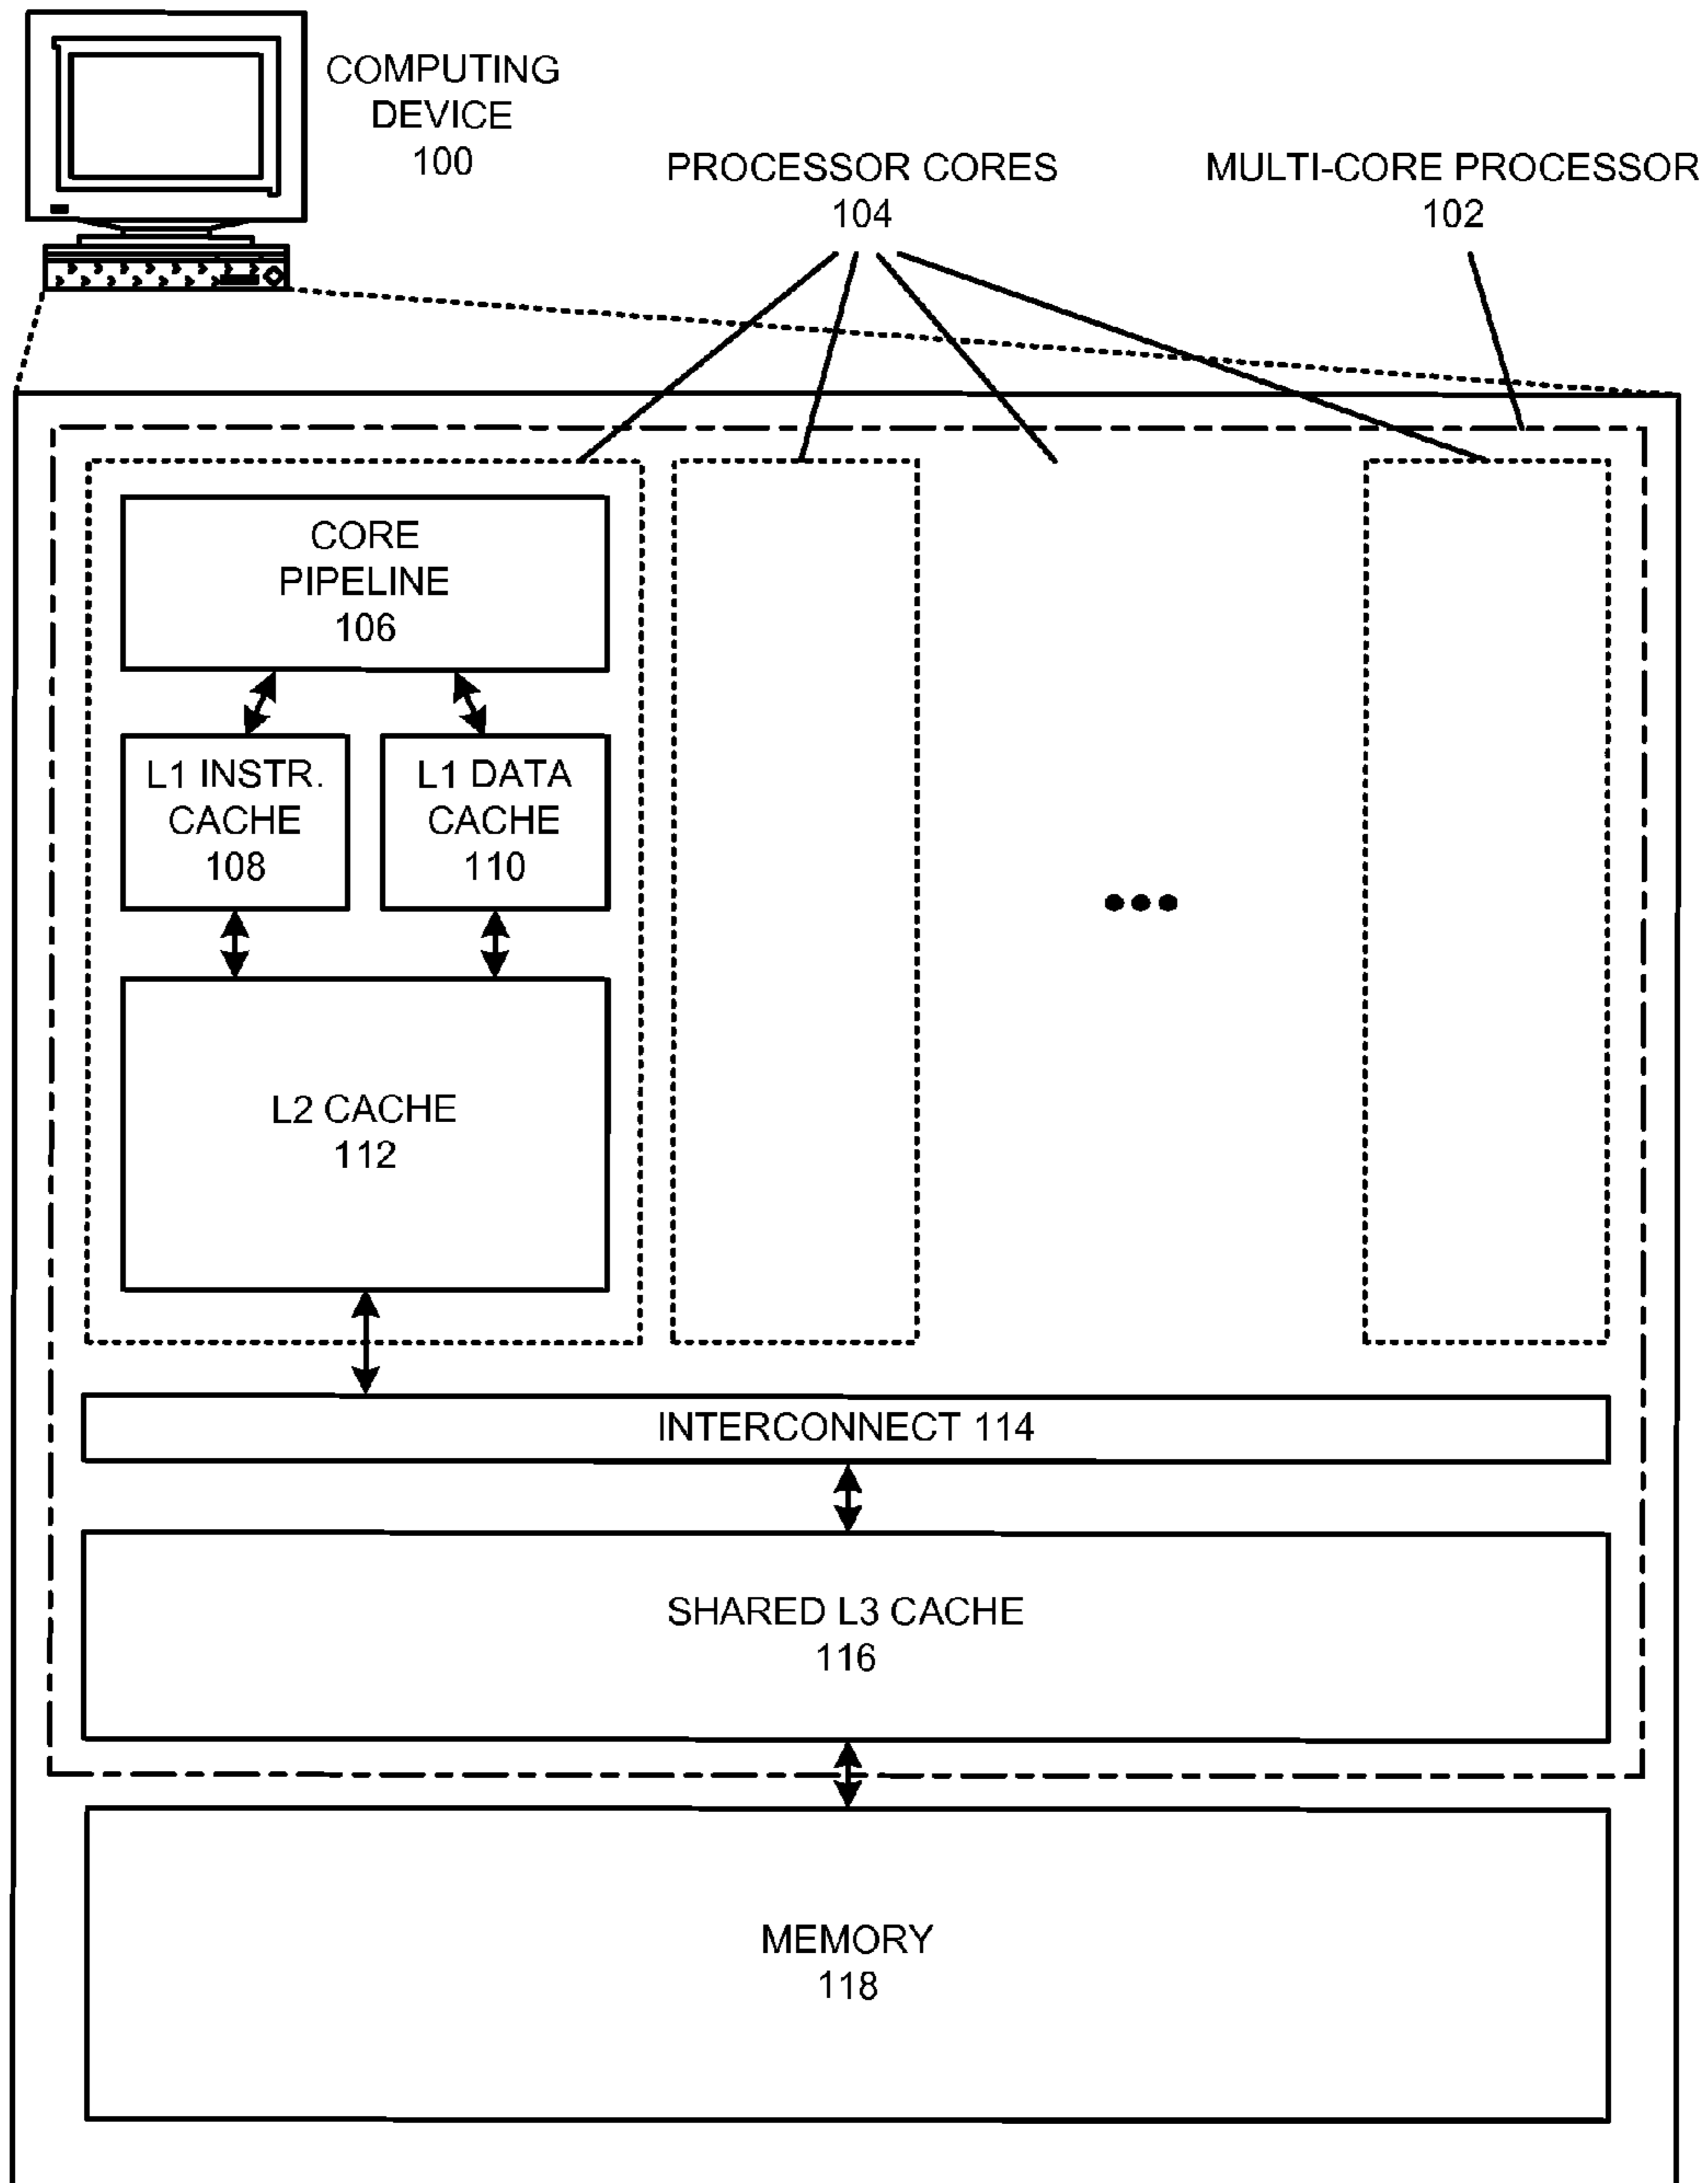 COMPUTING
DEVICE
100
PROCESSOR CORES
104
MULTI-CORE PROCESSOR
102
CORE
PIPELINE
106
L1 INSTR.
CACHE
108
L1 DATA
CACHE
110
L2 CACHE
112
INTERCONNECT 114
SHARED L3 CACHE
116
MEMORY
118